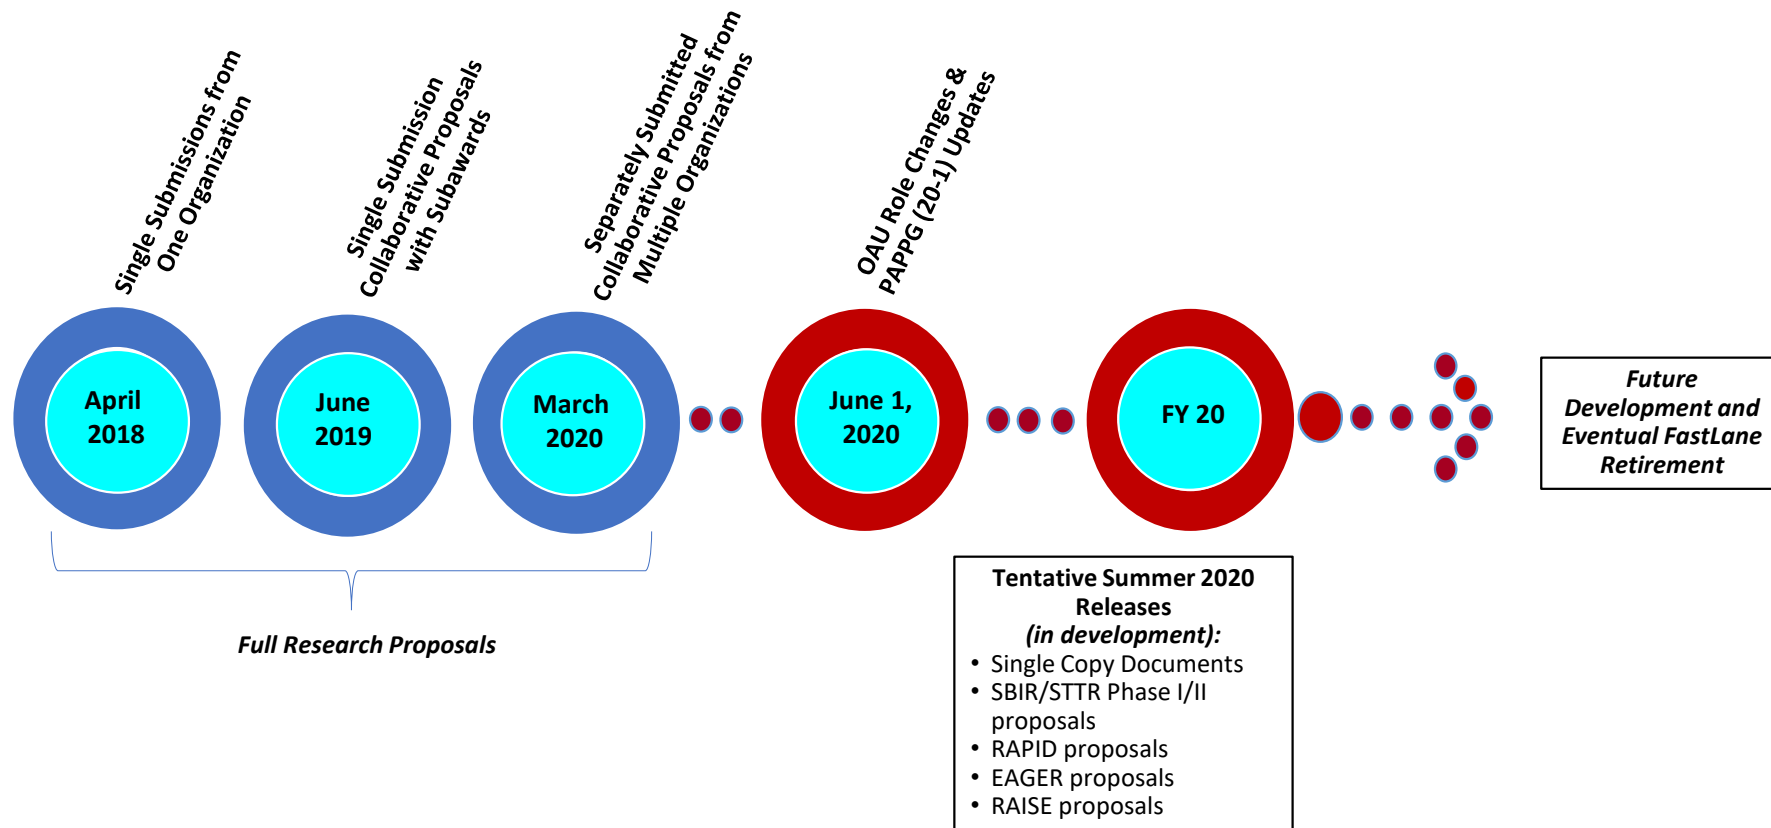 Single Submissions from
One Organization
Single Submission
Collaborative Proposals
with Subawards
Separately Submitted
Collaborative Proposals from
Multiple Organizations
OAU Role Changes &
PAPPG (20-1) Updates
April
2018
June
2019
March
2020
June 1,
2020
FY 20
Future
Development and
Eventual FastLane
Retirement
Full Research Proposals
Tentative Summer 2020
Releases
(in development):
• Single Copy Documents
• SBIR/STTR Phase I/II
proposals
• RAPID proposals
• EAGER proposals
• RAISE proposals